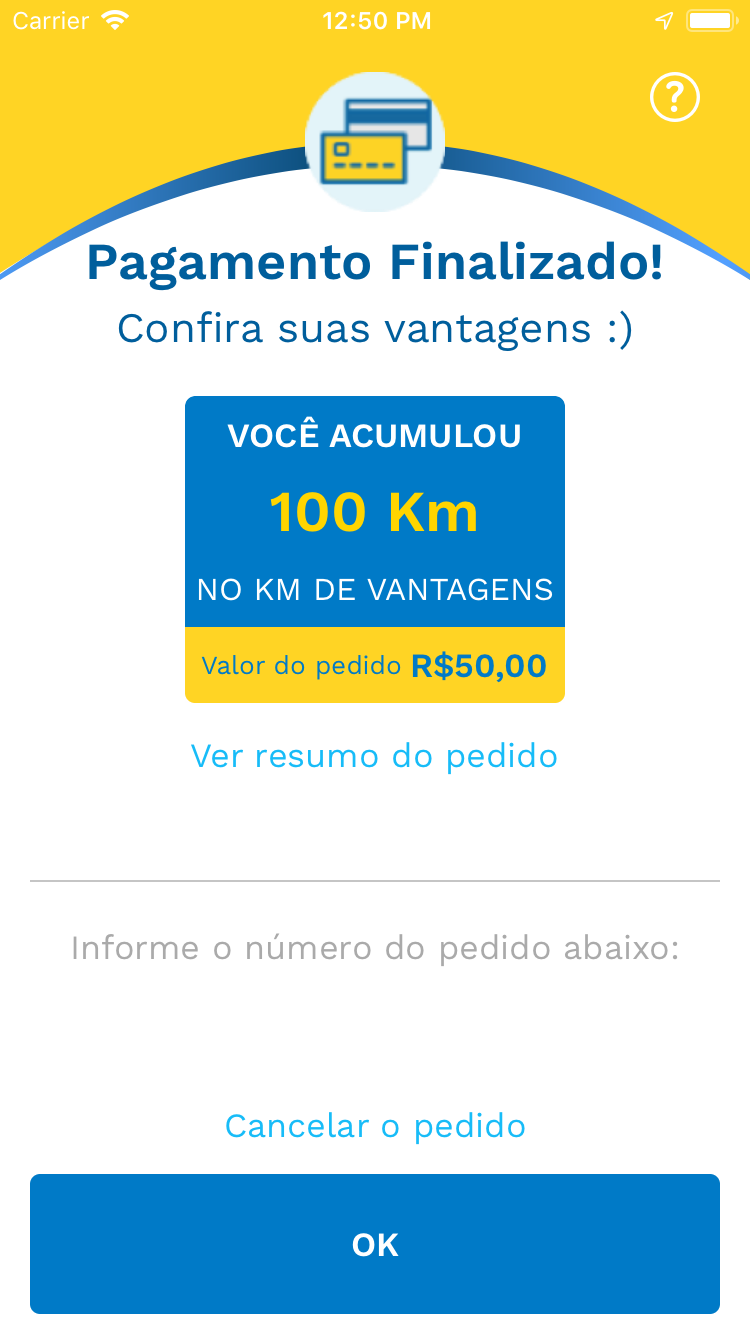 Carrier 12:50 PM
?
Pagamento Finalizado!
Confira suas vantagens :)
VOCÊ ACUMULOU
100 Km
NO KM DE VANTAGENS
Valor do pedido R$50,00
Ver resumo do pedido
Informe o número do pedido abaixo:
Cancelar o pedido
OK